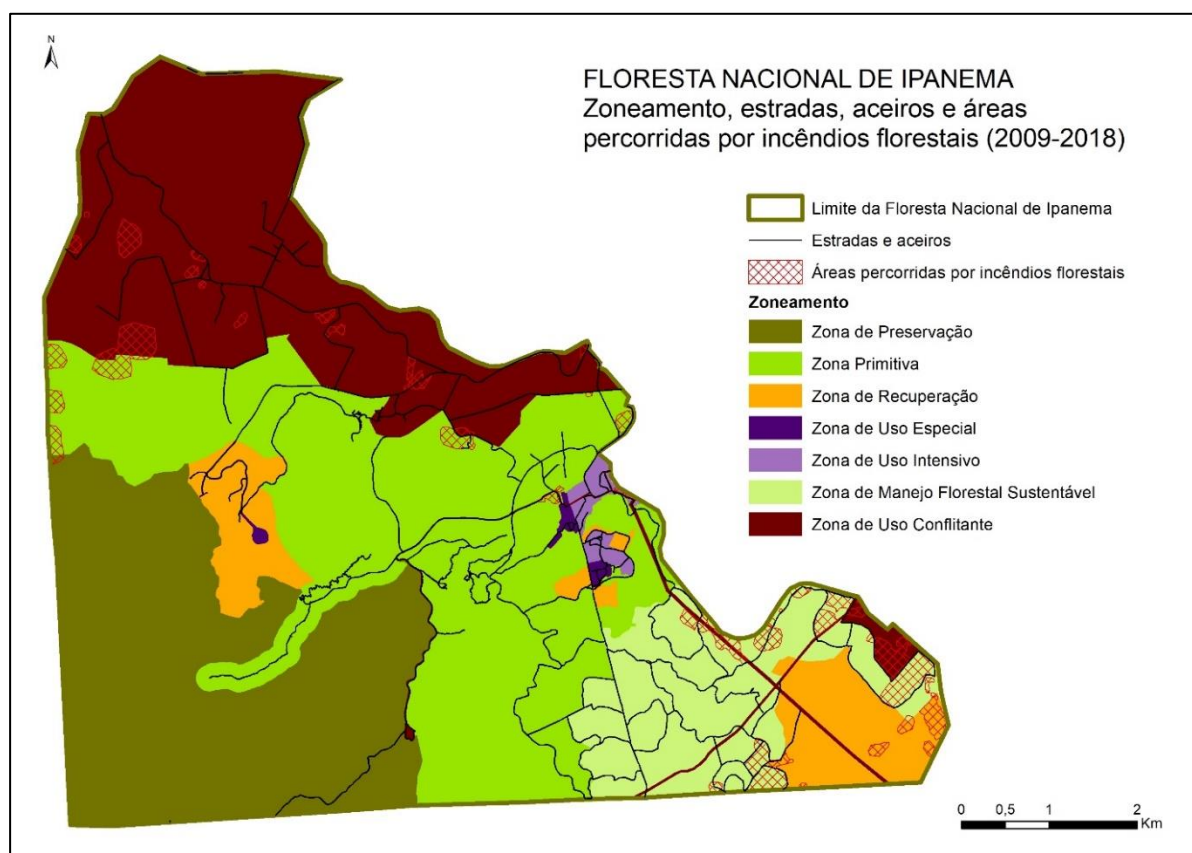 N
FLORESTA NACIONAL DE IPANEMA
Zoneamento, estradas, aceiros e áreas
percorridas por incêndios florestais (2009-2018)
Limite da Floresta Nacional de Ipanema
Estradas e aceiros
Áreas percorridas por incêndios florestais
Zoneamento
Zona de Preservação
Zona Primitiva
Zona de Recuperação
Zona de Uso Especial
Zona de Uso Intensivo
Zona de Manejo Florestal Sustentável
Zona de Uso Conflitante
0 0,5 1 2
Km